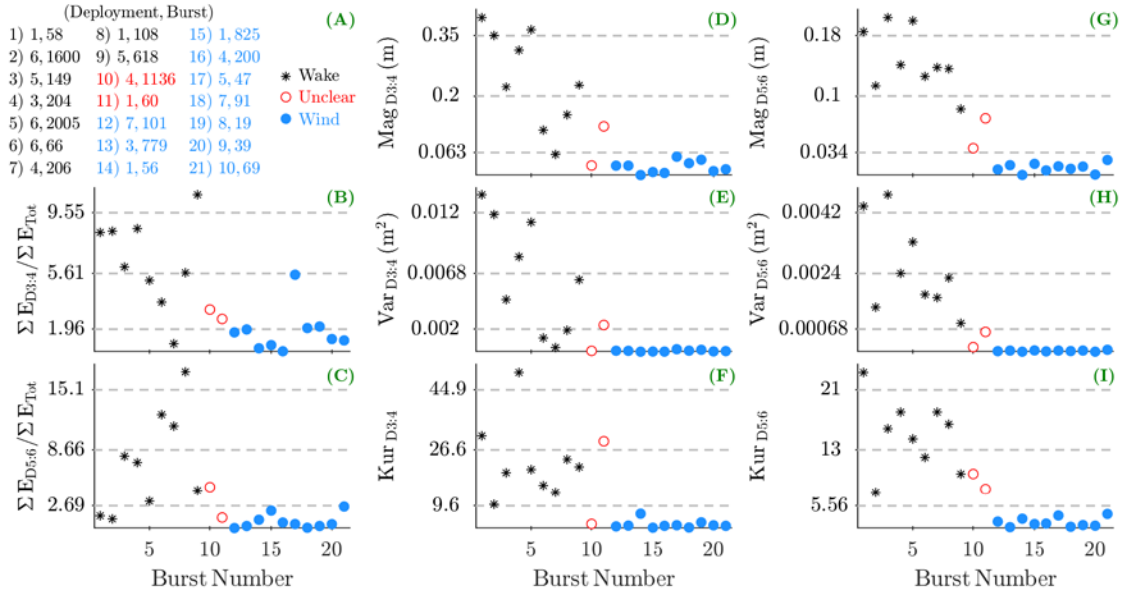 (Deployment, Burst)
(A)
1) 1, 58
8) 1, 108
15) 1, 825
2) 6, 1600
9) 5, 618
16) 4, 200
3) 5, 149
10) 4, 1136
17) 5, 47
4) 3, 204
11) 1, 60
18) 7, 91
5) 6, 2005
12) 7, 101
19) 8, 19
6) 6, 66
13) 3, 779
20) 9, 39
7) 4, 206
14) 1, 56
21) 10, 69
Wake
Unclear
Wind
(B)
Σ E D3:4 / Σ E Tot
9.55
5.61
1.96
(C)
Σ E D5:6 / Σ E Tot
15.1
8.66
2.69
5
10
15
20
Burst Number
(D)
Mag D3:4 (m)
0.35
0.2
0.063
(E)
Var D3:4 (m²)
0.012
0.0068
0.002
(F)
Kur D3:4
44.9
26.6
9.6
5
10
15
20
Burst Number
(G)
Mag D5:6 (m)
0.18
0.1
0.034
(H)
Var D5:6 (m²)
0.0042
0.0024
0.00068
(I)
Kur D5:6
21
13
5.56
5
10
15
20
Burst Number